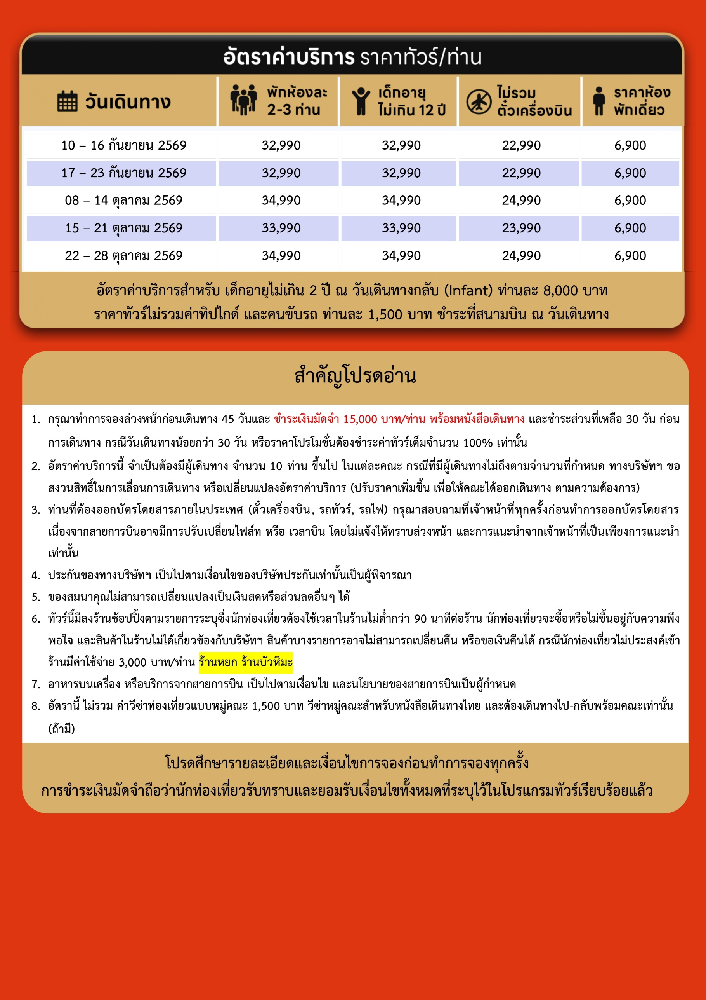 อัตราค่าบริการ ราคาทัวร์/ท่าน
วันเดินทาง
พักห้องละ
2-3 ท่าน
เด็กอายุ
ไม่เกิน 12 ปี
ไม่รวม
ตั๋วเครื่องบิน
ราคาห้อง
พักเดี่ยว
10 – 16 กันยายน 2569 32,990 32,990 22,990 6,900
17 – 23 กันยายน 2569 32,990 32,990 22,990 6,900
08 – 14 ตุลาคม 2569 34,990 34,990 24,990 6,900
15 – 21 ตุลาคม 2569 33,990 33,990 23,990 6,900
22 – 28 ตุลาคม 2569 34,990 34,990 24,990 6,900
อัตราค่าบริการสำหรับ เด็กอายุไม่เกิน 2 ปี ณ วันเดินทางกลับ (Infant) ท่านละ 8,000 บาท
ราคาทัวร์ไม่รวมค่าทิปไกด์ และคนขับรถ ท่านละ 1,500 บาท ชำระที่สนามบิน ณ วันเดินทาง
สำคัญโปรดอ่าน
1. กรุณาทำการจองล่วงหน้าก่อนเดินทาง 45 วันและ ชำระเงินมัดจำ 15,000 บาท/ท่าน พร้อมหนังสือเดินทาง และชำระส่วนที่เหลือ 30 วัน ก่อน
การเดินทาง กรณีวันเดินทางน้อยกว่า 30 วัน หรือราคาโปรโมชั่นต้องชำระค่าทัวร์เต็มจำนวน 100% เท่านั้น
2. อัตราค่าบริการนี้ จำเป็นต้องมีผู้เดินทาง จำนวน 10 ท่าน ขึ้นไป ในแต่ละคณะ กรณีที่มีผู้เดินทางไม่ถึงตามจำนวนที่กำหนด ทางบริษัทฯ ขอ
สงวนสิทธิ์ในการเลื่อนการเดินทาง หรือเปลี่ยนแปลงอัตราค่าบริการ (ปรับราคาเพิ่มขึ้น เพื่อให้คณะได้ออกเดินทาง ตามความต้องการ)
3. ท่านที่ต้องออกบัตรโดยสารภายในประเทศ (ตั๋วเครื่องบิน, รถทัวร์, รถไฟ) กรุณาสอบถามที่เจ้าหน้าที่ทุกครั้งก่อนทำการออกบัตรโดยสาร
เนื่องจากสายการบินอาจมีการปรับเปลี่ยนไฟล์ท หรือ เวลาบิน โดยไม่แจ้งให้ทราบล่วงหน้า และการแนะนำจากเจ้าหน้าที่เป็นเพียงการแนะนำ
เท่านั้น
4. ประกันของทางบริษัทฯ เป็นไปตามเงื่อนไขของบริษัทประกันเท่านั้นเป็นผู้พิจารณา
5. ของสมนาคุณไม่สามารถเปลี่ยนแปลงเป็นเงินสดหรือส่วนลดอื่นๆ ได้
6. ทัวร์นี้มีลงร้านช้อปปิ้งตามรายการระบุซึ่งนักท่องเที่ยวต้องใช้เวลาในร้านไม่ต่ำกว่า 90 นาทีต่อร้าน นักท่องเที่ยวจะซื้อหรือไม่ขึ้นอยู่กับความพึง
พอใจ และสินค้าในร้านไม่ได้เกี่ยวข้องกับบริษัทฯ สินค้าบางรายการอาจไม่สามารถเปลี่ยนคืน หรือขอเงินคืนได้ กรณีนักท่องเที่ยวไม่ประสงค์เข้า
ร้านมีค่าใช้จ่าย 3,000 บาท/ท่าน ร้านหยก ร้านบัวหิมะ
7. อาหารบนเครื่อง หรือบริการจากสายการบิน เป็นไปตามเงื่อนไข และนโยบายของสายการบินเป็นผู้กำหนด
8. อัตรานี้ ไม่รวม ค่าวีซ่าท่องเที่ยวแบบหมู่คณะ 1,500 บาท วีซ่าหมู่คณะสำหรับหนังสือเดินทางไทย และต้องเดินทางไป-กลับพร้อมคณะเท่านั้น
(ถ้ามี)
โปรดศึกษารายละเอียดและเงื่อนไขการจองก่อนทำการจองทุกครั้ง
การชำระเงินมัดจำถือว่านักท่องเที่ยวรับทราบและยอมรับเงื่อนไขทั้งหมดที่ระบุไว้ในโปรแกรมทัวร์เรียบร้อยแล้ว